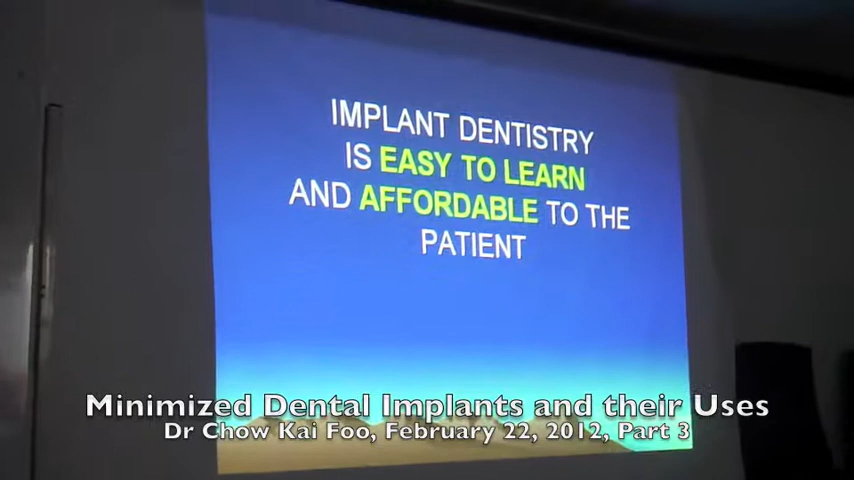 IMPLANT DENTISTRY
IS EASY TO LEARN
AND AFFORDABLE TO THE
PATIENT
Minimized Dental Implants and their Uses
Dr Chow Kai Foo, February 22, 2012, Part 3